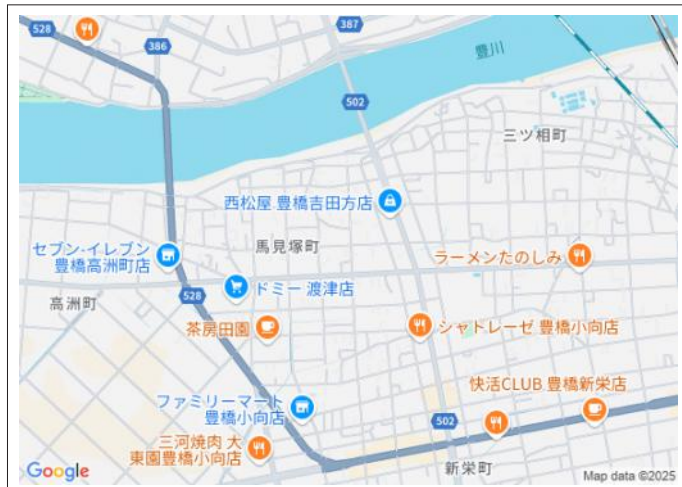 528
386
387
豊川
502
三ツ相町
西松屋 豊橋吉田方店
セブン-イレブン
豊橋高洲町店
馬見塚町
ラーメンたのしみ
高洲町
528
ドミー 渡津店
茶房田園
シャトレーゼ 豊橋小向店
快活CLUB 豊橋新栄店
ファミリーマート
豊橋小向店
502
三河焼肉 大
東園豊橋小向店
新栄町
Google
Map data ©2025